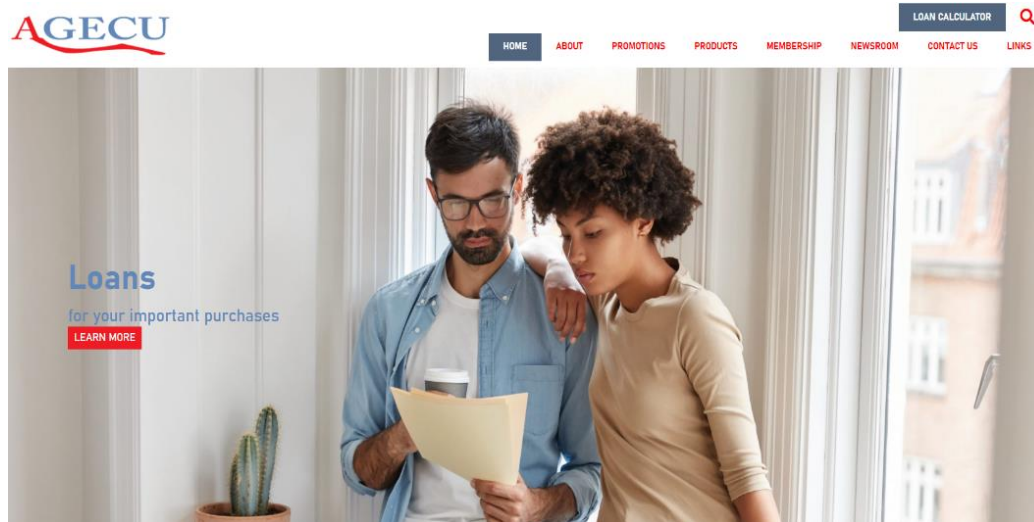 AGECU
LOAN CALCULATOR
HOME ABOUT PROMOTIONS PRODUCTS MEMBERSHIP NEWSROOM CONTACT US LINKS
Loans
for your important purchases
LEARN MORE